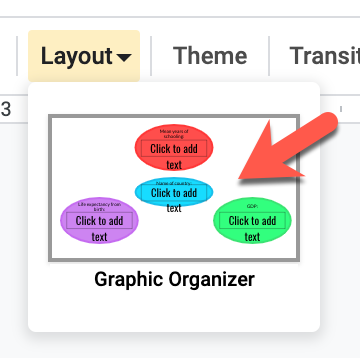 Layout Theme Transit
3
Mean years of
schooling:
Click to add
text
Name of country:
Click to add
text
Life expectancy from
birth:
Click to add
text
GDP:
Click to add
text
Graphic Organizer